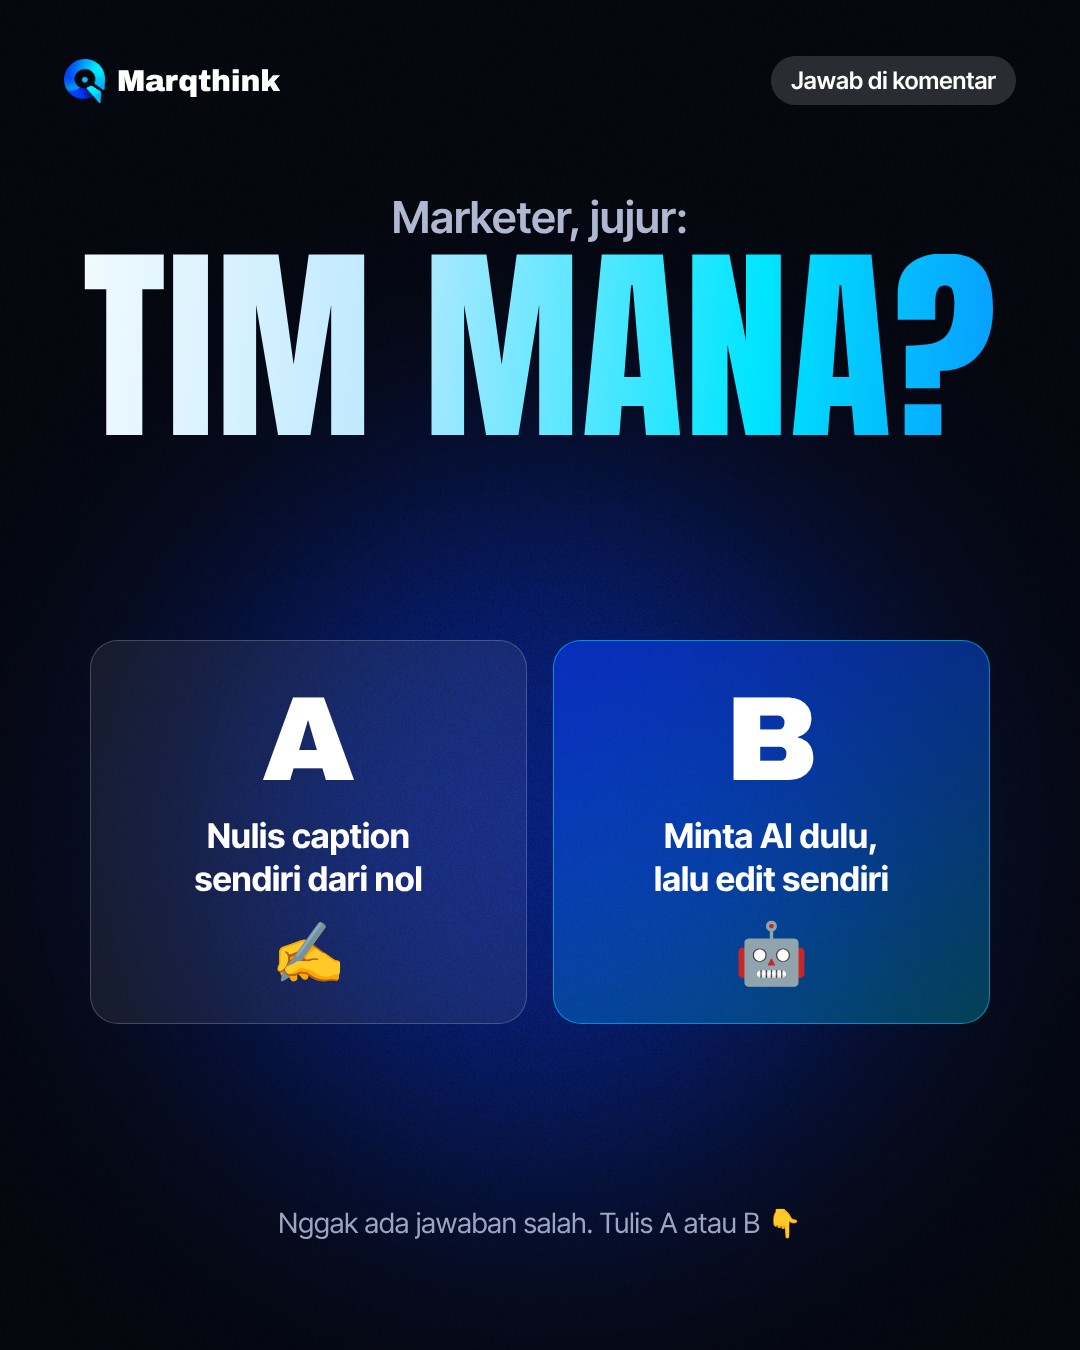 Marqthink
Jawab di komentar
Marketer, jujur:
TIM MANA?
A
Nulis caption
sendiri dari nol
B
Minta AI dulu,
lalu edit sendiri
Nggak ada jawaban salah. Tulis A atau B 👇